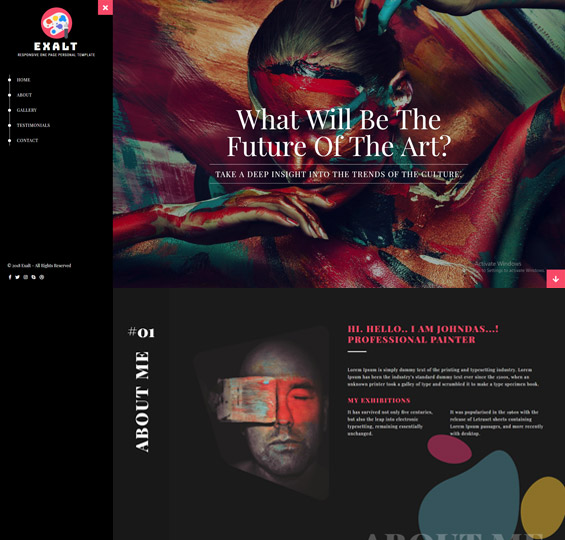 EXALT
RESPONSIVE ONE PAGE PERSONAL TEMPLATE
HOME
ABOUT
GALLERY
TESTIMONIALS
CONTACT
© 2018 Exalt - All Rights Reserved
What Will Be The
Future Of The Art?
TAKE A DEEP INSIGHT INTO THE TRENDS OF THE CULTURE.
Activate Windows
Go to Settings to activate Windows.
#01
ABOUT ME
HI, HELLO.. I AM JOHNDAS...!
PROFESSIONAL PAINTER
Lorem Ipsum is simply dummy text of the printing and typesetting industry. Lorem
Ipsum has been the industry's standard dummy text ever since the 1500s, when an
unknown printer took a galley of type and scrambled it to make a type specimen book.
MY EXHIBITIONS
It has survived not only five centuries,
but also the leap into electronic
typesetting, remaining essentially
unchanged.
It was popularised in the 1960s with the
release of Letraset sheets containing
Lorem Ipsum passages, and more recently
with desktop.
ABOUT ME